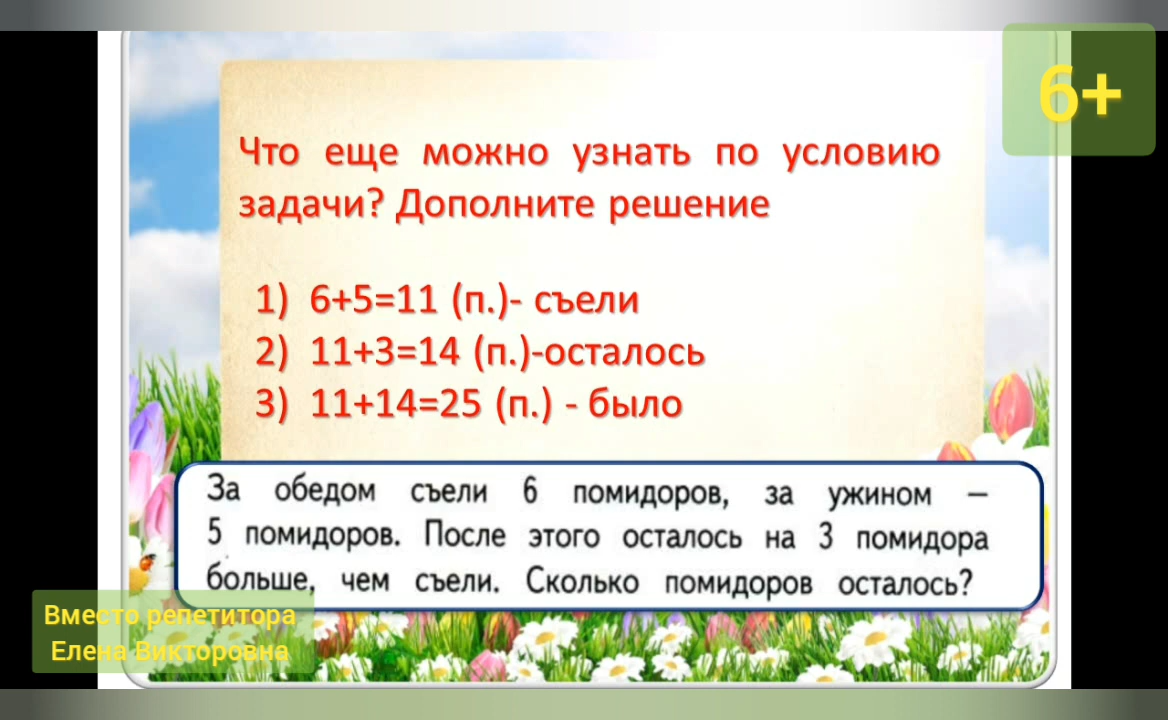 6+
Что еще можно узнать по условию
задачи? Дополните решение
1) 6+5=11 (п.)- съели
2) 11+3=14 (п.)-осталось
3) 11+14=25 (п.) - было
За обедом съели 6 помидоров, за ужином –
5 помидоров. После этого осталось на 3 помидора
больше, чем съели. Сколько помидоров осталось?
Вместо репетитора
Елена Викторовна